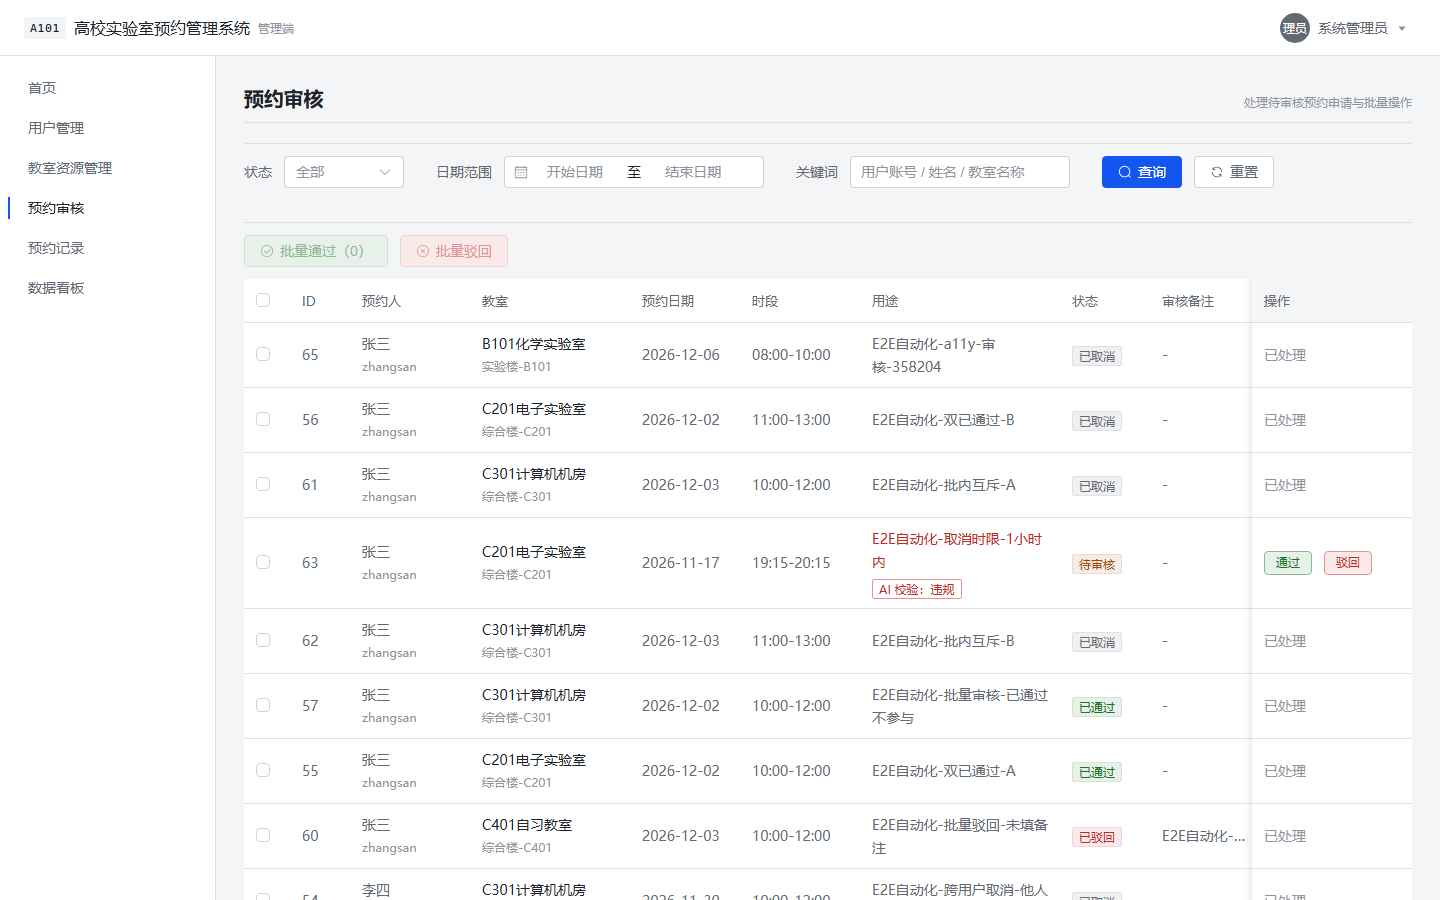 A101 高校实验室预约管理系统 管理端
理员 系统管理员
首页
用户管理
教室资源管理
预约审核
预约记录
数据看板
预约审核
处理待审核预约申请与批量操作
状态 全部 日期范围 开始日期 至 结束日期 关键词 用户账号 / 姓名 / 教室名称 查询 重置
批量通过（0） 批量驳回
ID 预约人 教室 预约日期 时段 用途 状态 审核备注 操作
65 张三 zhangsan B101化学实验室 实验楼-B101 2026-12-06 08:00-10:00 E2E自动化-a11y-审核-358204 已取消 - 已处理
56 张三 zhangsan C201电子实验室 综合楼-C201 2026-12-02 11:00-13:00 E2E自动化-双已通过-B 已取消 - 已处理
61 张三 zhangsan C301计算机机房 综合楼-C301 2026-12-03 10:00-12:00 E2E自动化-批内互斥-A 已取消 - 已处理
63 张三 zhangsan C201电子实验室 综合楼-C201 2026-11-17 19:15-20:15 E2E自动化-取消时限-1小时内 AI 校验：违规 待审核 - 通过 驳回
62 张三 zhangsan C301计算机机房 综合楼-C301 2026-12-03 11:00-13:00 E2E自动化-批内互斥-B 已取消 - 已处理
57 张三 zhangsan C301计算机机房 综合楼-C301 2026-12-02 10:00-12:00 E2E自动化-批量审核-已通过不参与 已通过 - 已处理
55 张三 zhangsan C201电子实验室 综合楼-C201 2026-12-02 10:00-12:00 E2E自动化-双已通过-A 已通过 - 已处理
60 张三 zhangsan C401自习教室 综合楼-C401 2026-12-03 10:00-12:00 E2E自动化-批量驳回-未填备注 已驳回 E2E自动化-... 已处理
李四 C301计算机机房 E2E自动化-跨用户取消-他人